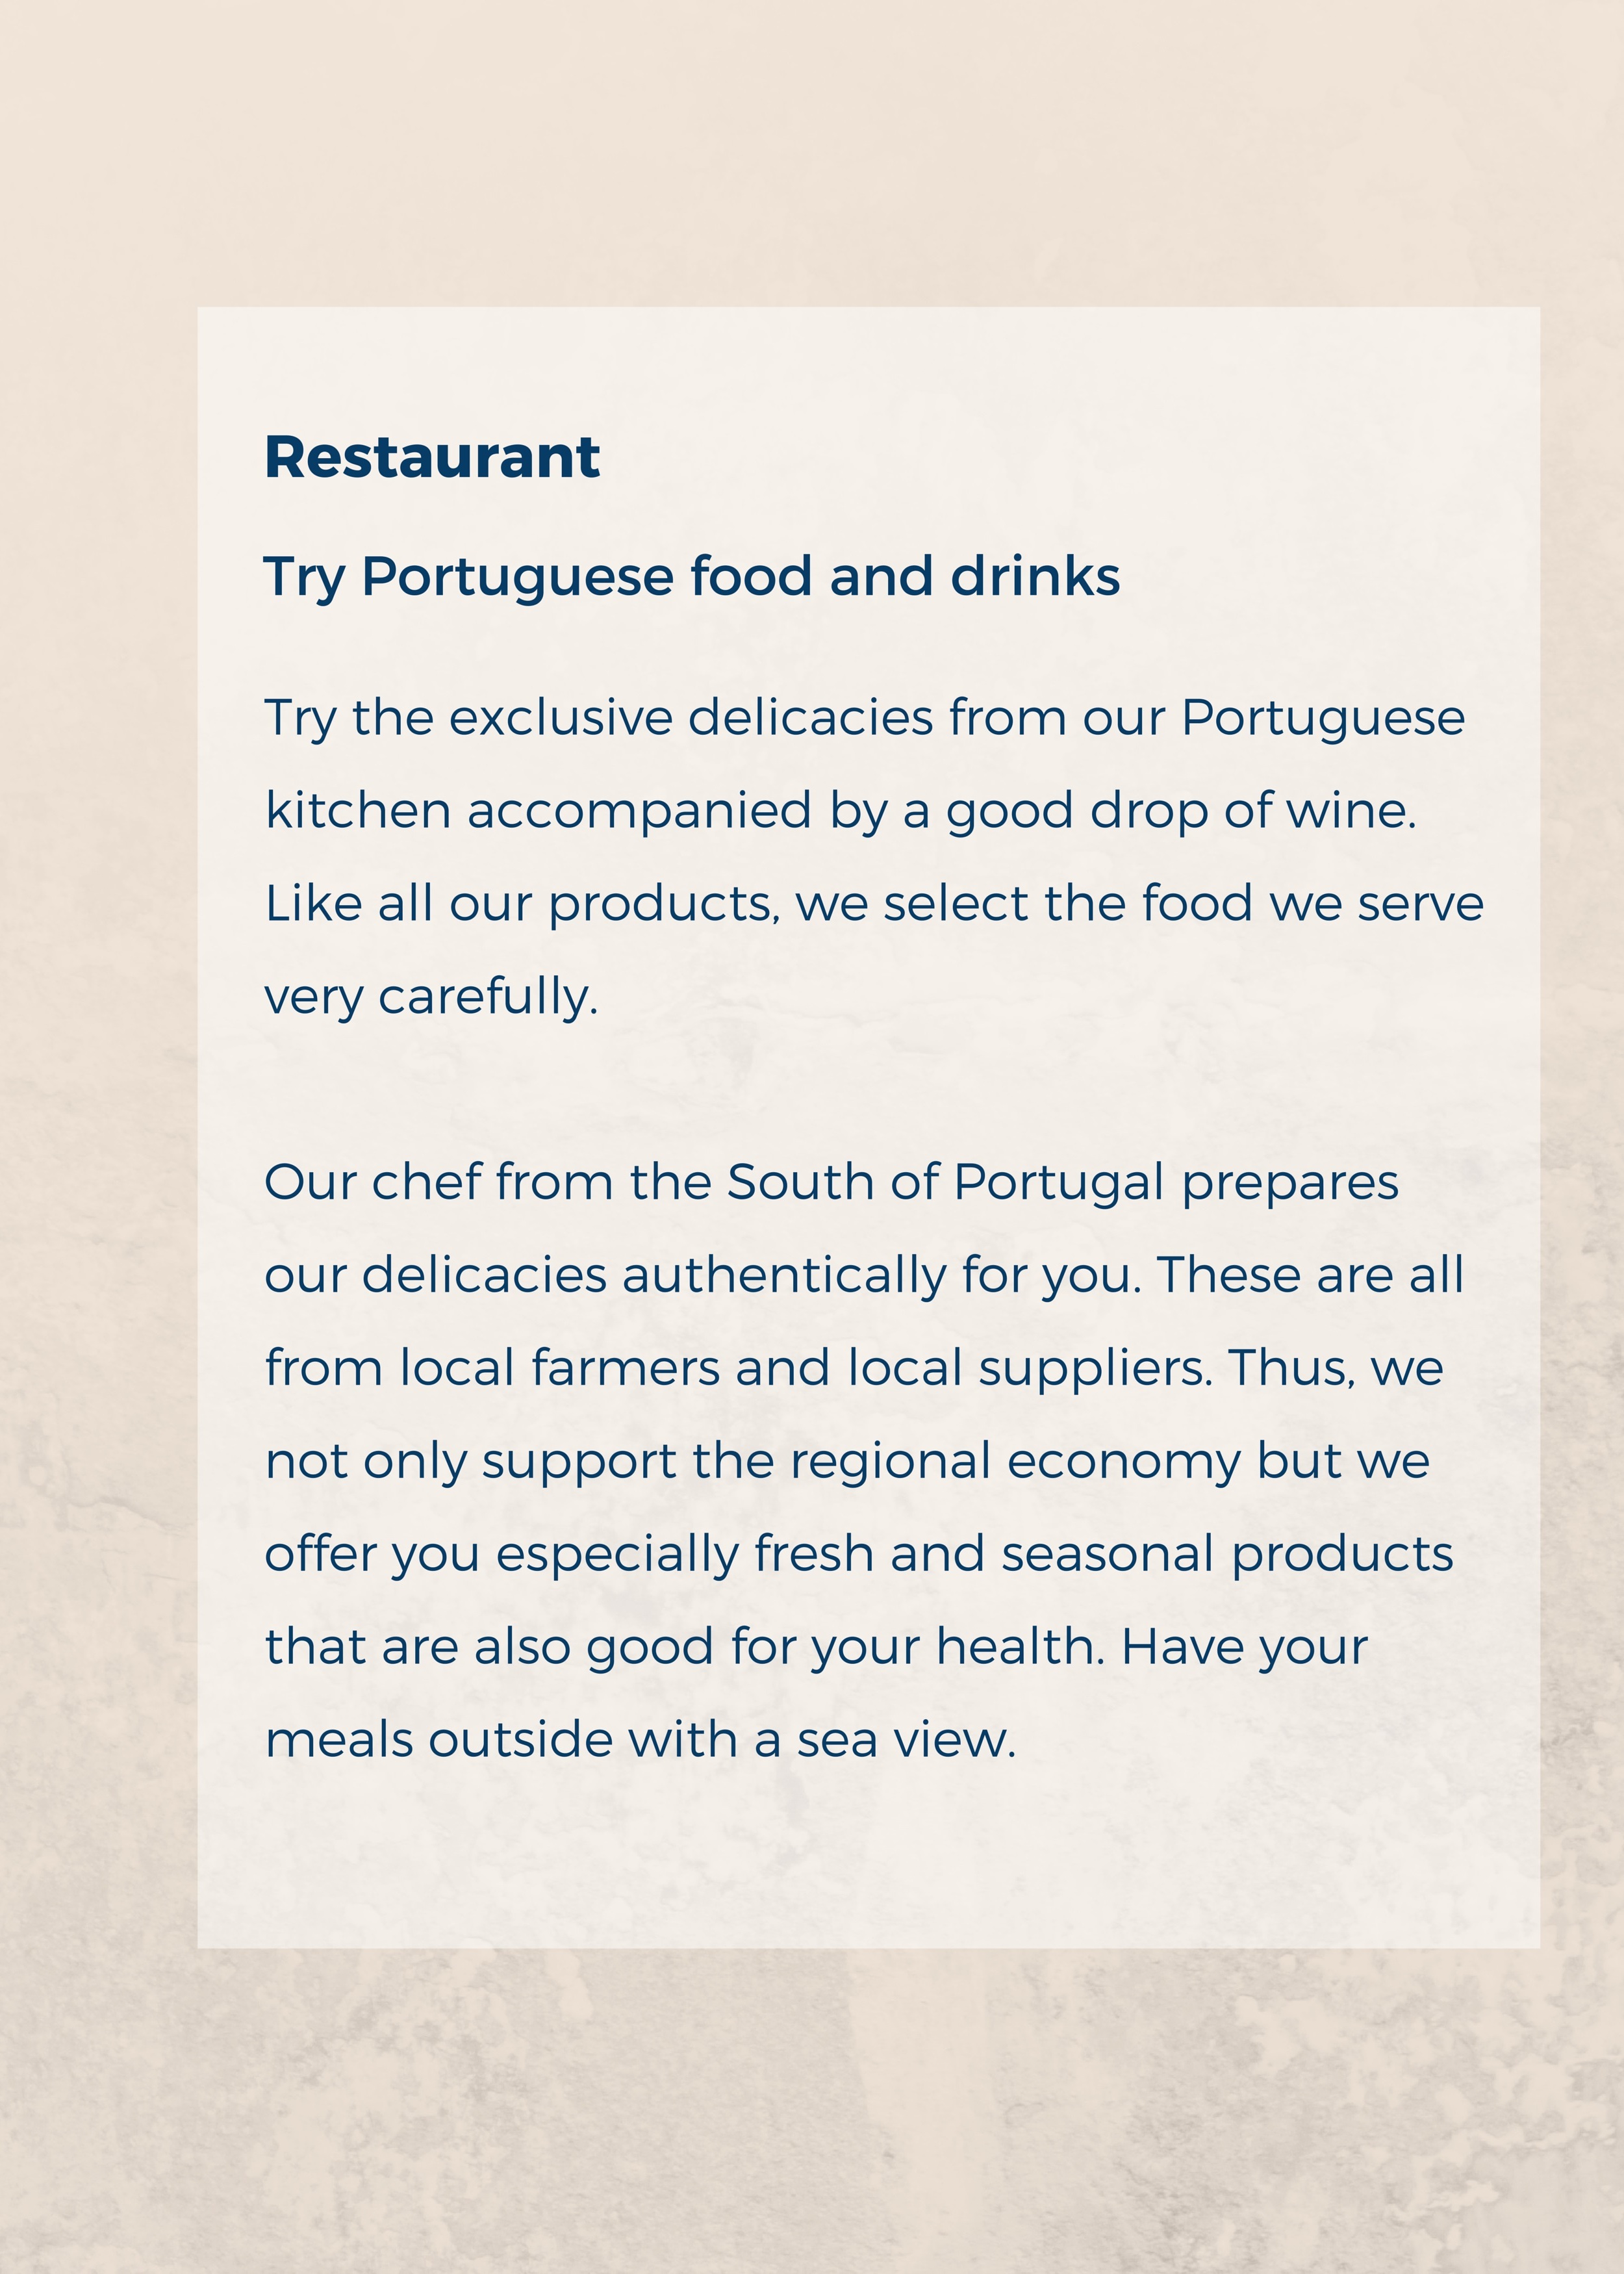 Restaurant
Try Portuguese food and drinks
Try the exclusive delicacies from our Portuguese
kitchen accompanied by a good drop of wine.
Like all our products, we select the food we serve
very carefully.
Our chef from the South of Portugal prepares
our delicacies authentically for you. These are all
from local farmers and local suppliers. Thus, we
not only support the regional economy but we
offer you especially fresh and seasonal products
that are also good for your health. Have your
meals outside with a sea view.